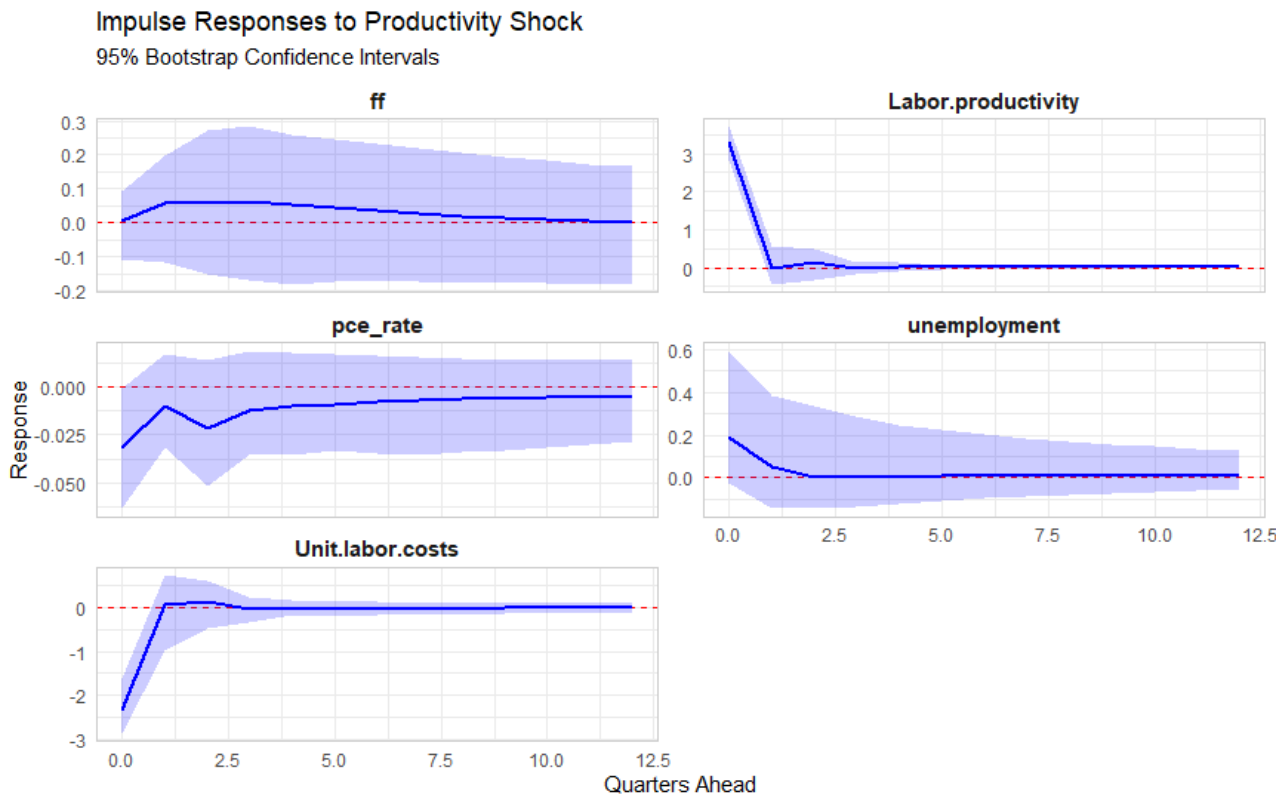 Impulse Responses to Productivity Shock
95% Bootstrap Confidence Intervals
ff
0.3
0.2
0.1
0.0
-0.1
-0.2
Labor.productivity
3
2
1
0
pce_rate
0.000
-0.025
-0.050
unemployment
0.6
0.4
0.2
0.0
0.0 2.5 5.0 7.5 10.0 12.5
Unit.labor.costs
0
-1
-2
-3
0.0 2.5 5.0 7.5 10.0 12.5
Response
Quarters Ahead